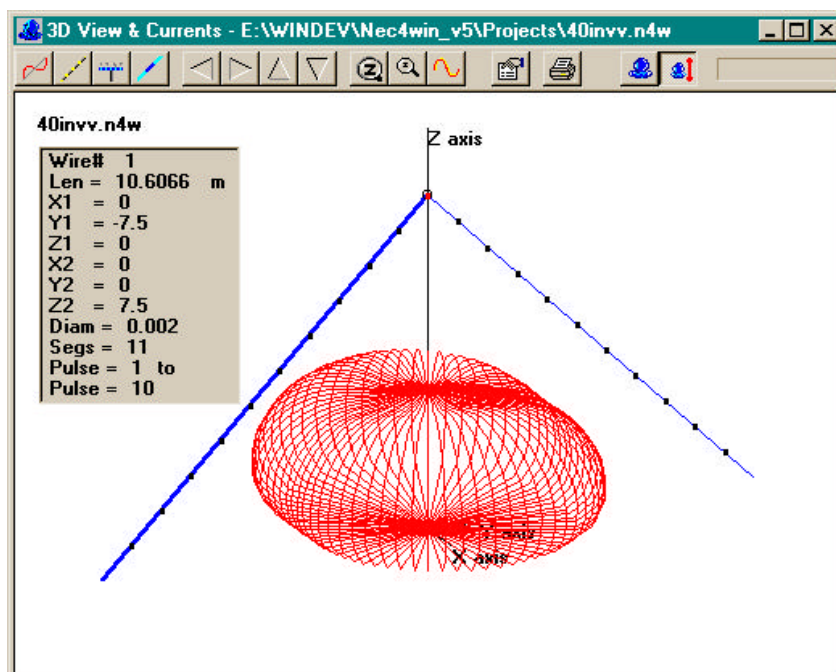 3D View & Currents - E:\WINDEV\Nec4win_v5\Projects\40invv.n4w
40invv.n4w
Z axis
Wire# 1
Len = 10.6066 m
X1 = 0
Y1 = -7.5
Z1 = 0
X2 = 0
Y2 = 0
Z2 = 7.5
Diam = 0.002
Segs = 11
Pulse = 1 to
Pulse = 10
Y axis
X axis